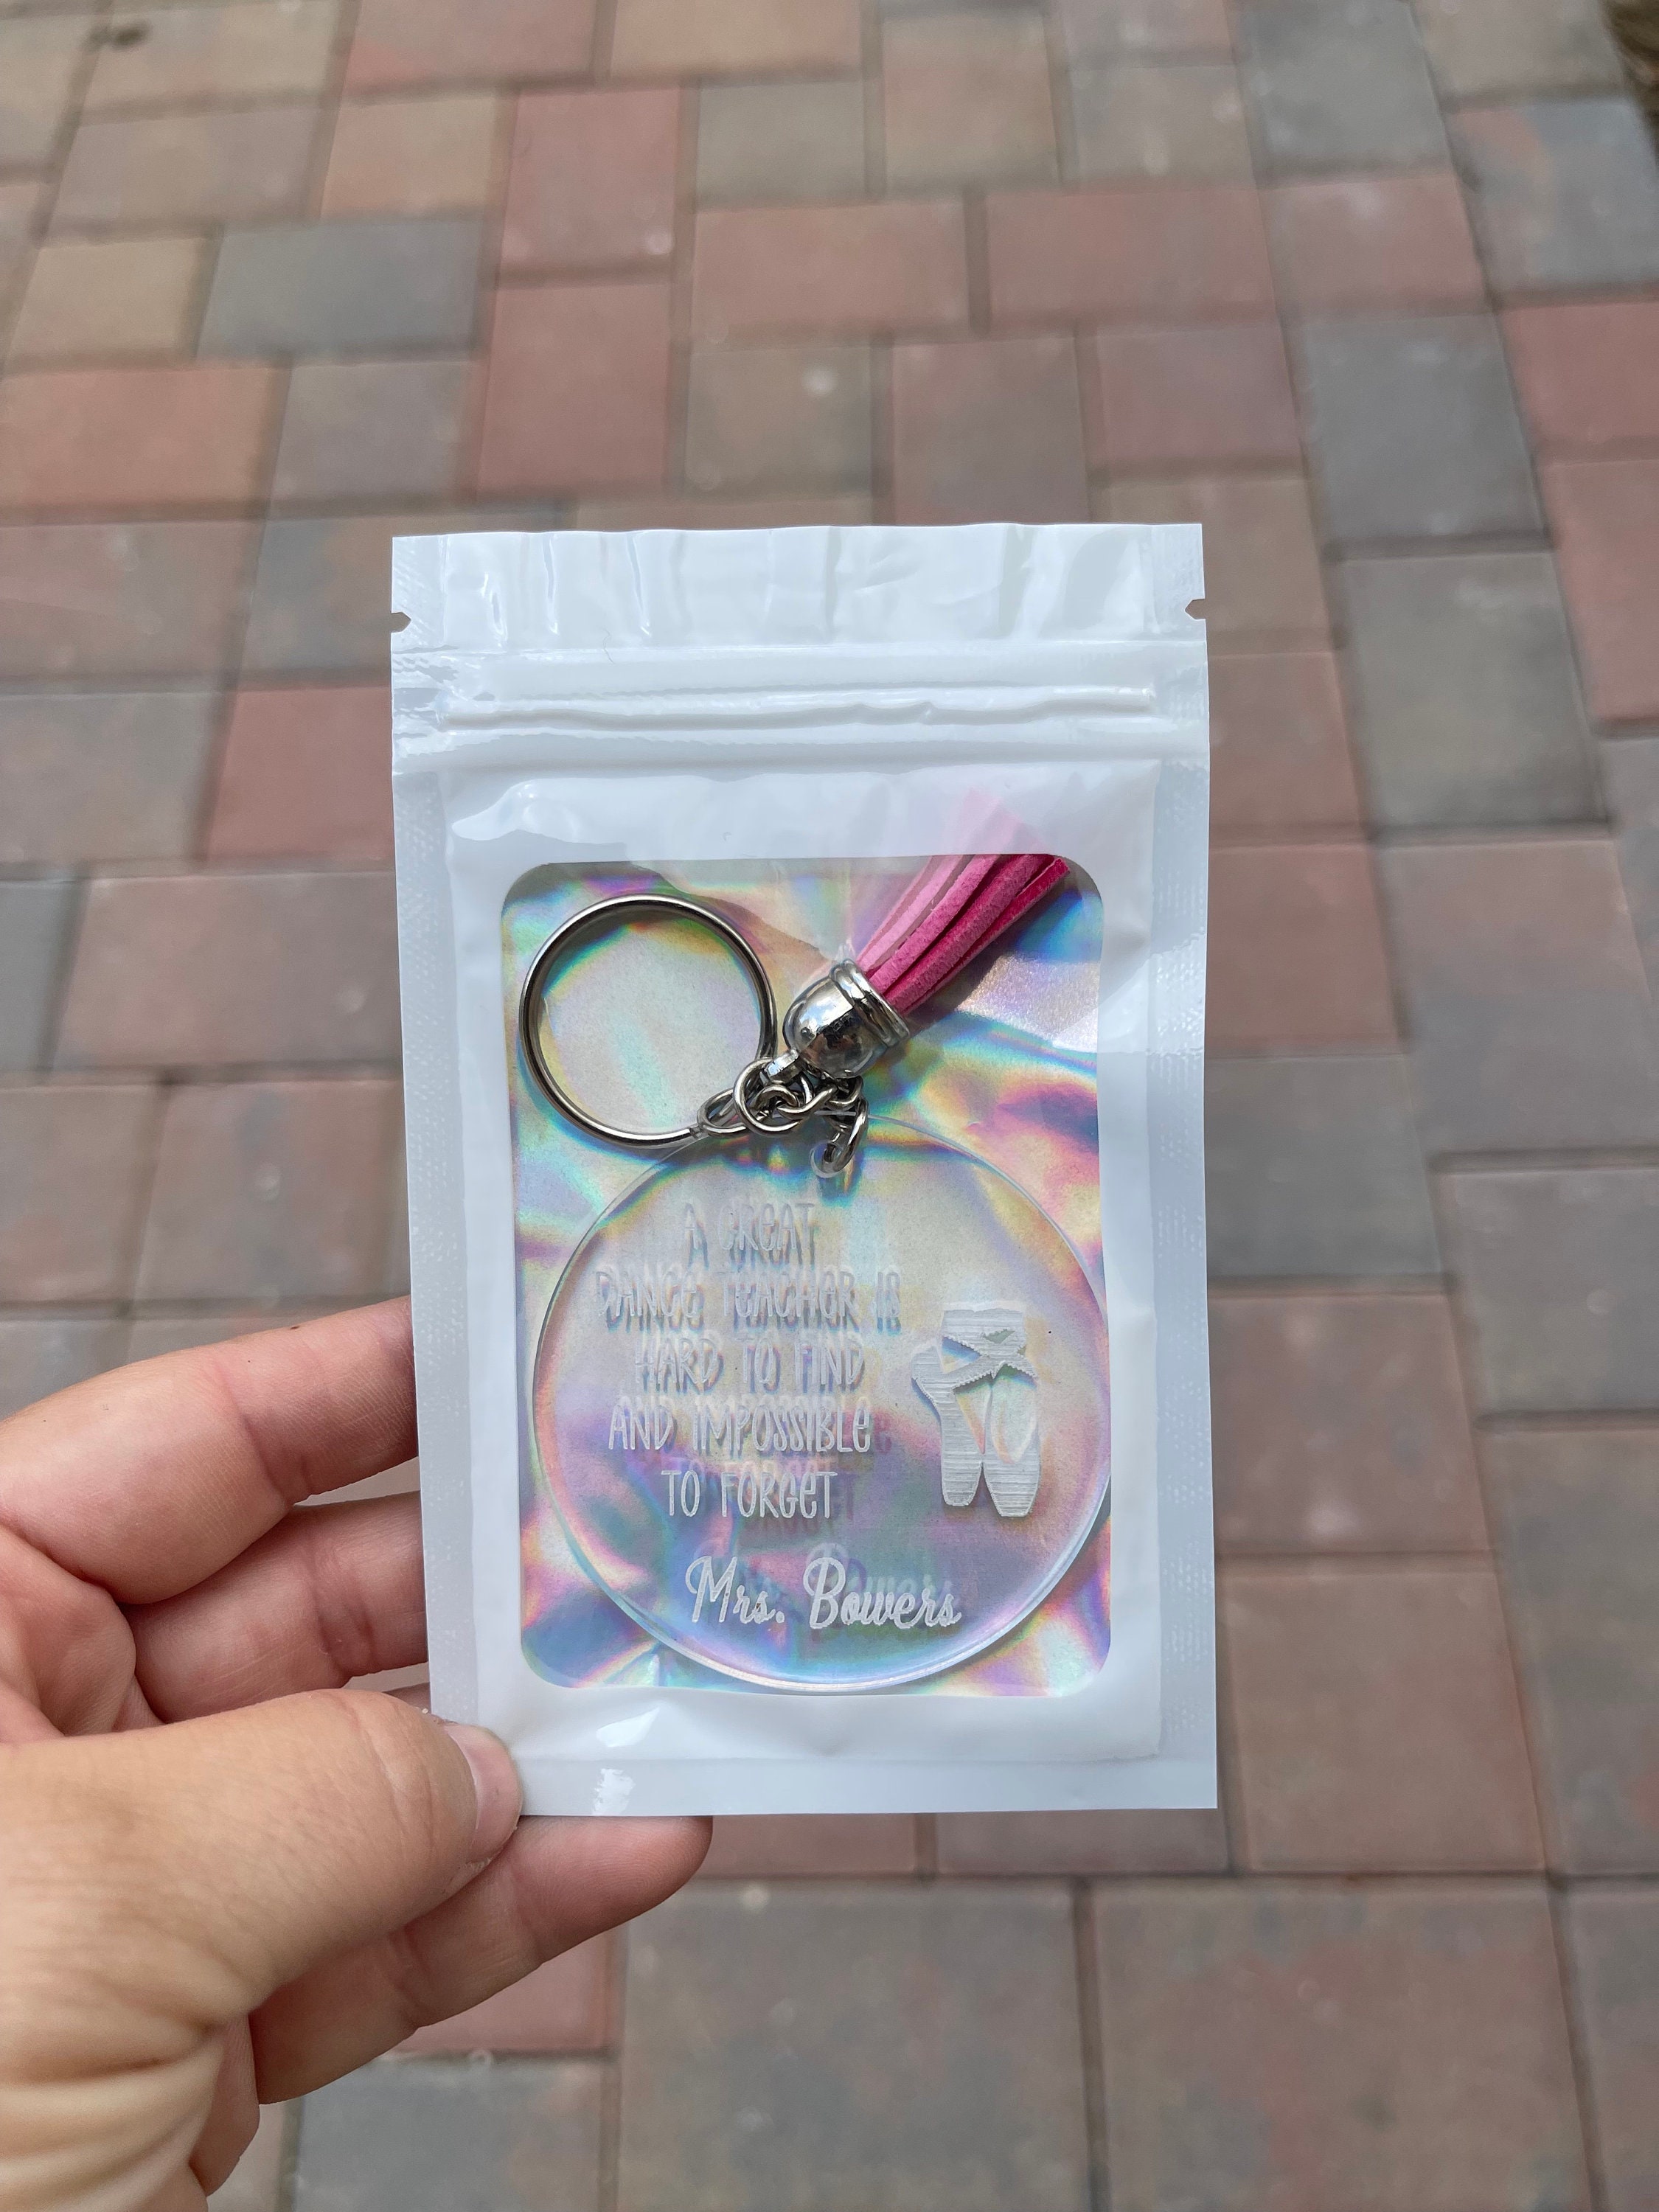 A GREAT
DANCE TEACHER IS
HARD TO FIND
AND IMPOSSIBLE
TO FORGET
Mrs. Bowers